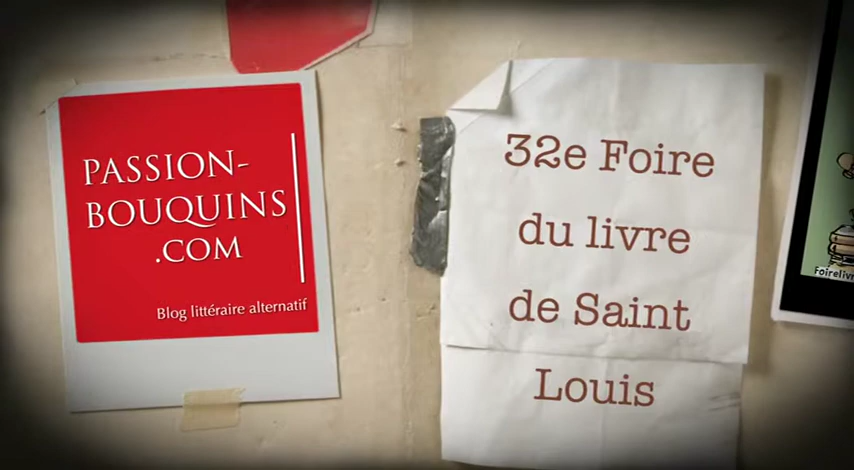 PASSION-
BOUQUINS
.COM
Blog littéraire alternatif
32e Foire
du livre
de Saint
Louis